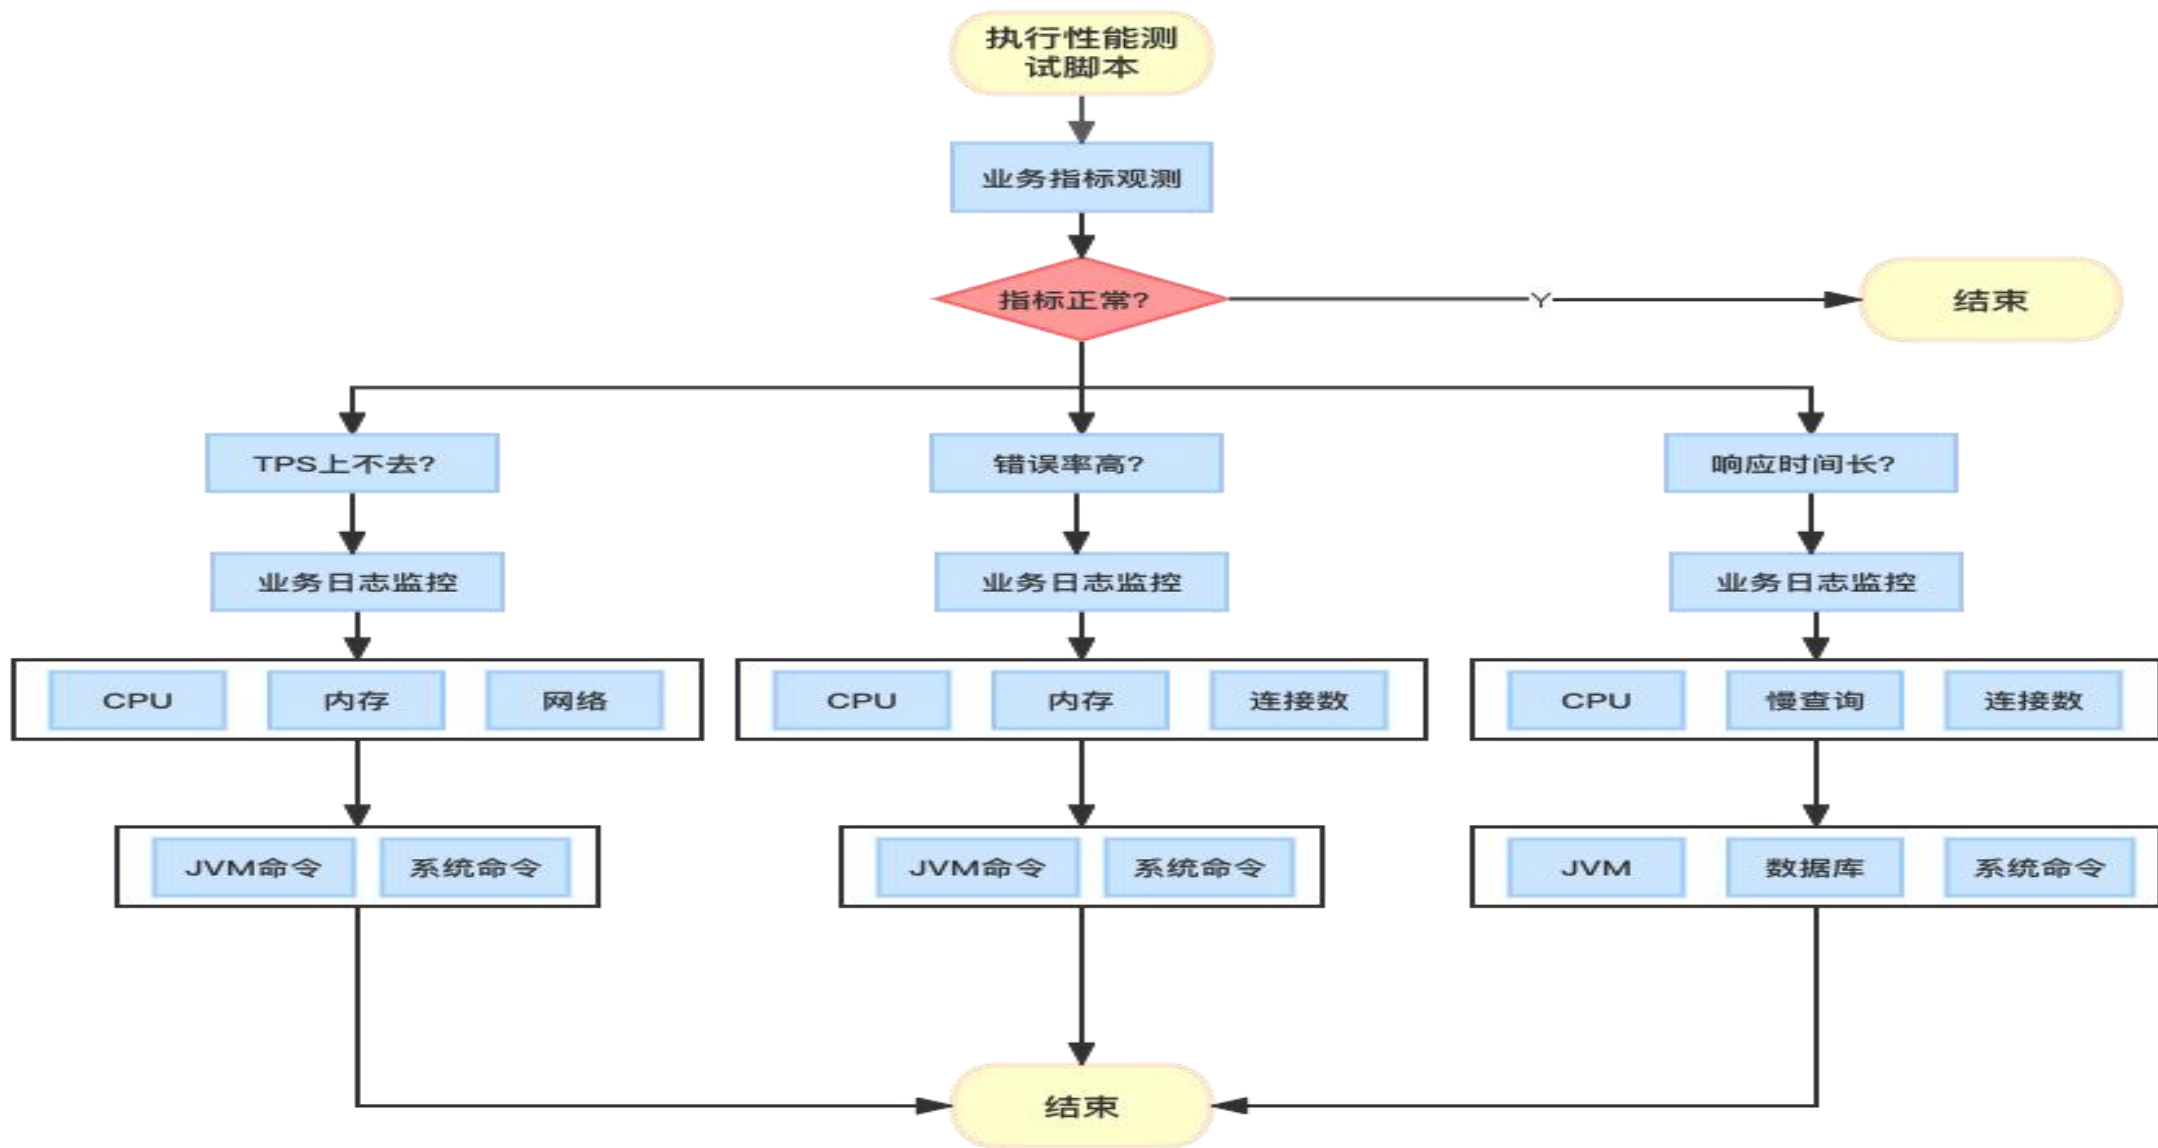 执行性能测
试脚本
业务指标观测
指标正常?
Y
结束
TPS上不去?
错误率高?
响应时间长?
业务日志监控
业务日志监控
业务日志监控
CPU
内存
网络
CPU
内存
连接数
CPU
慢查询
连接数
JVM命令
系统命令
JVM命令
系统命令
JVM
数据库
系统命令
结束